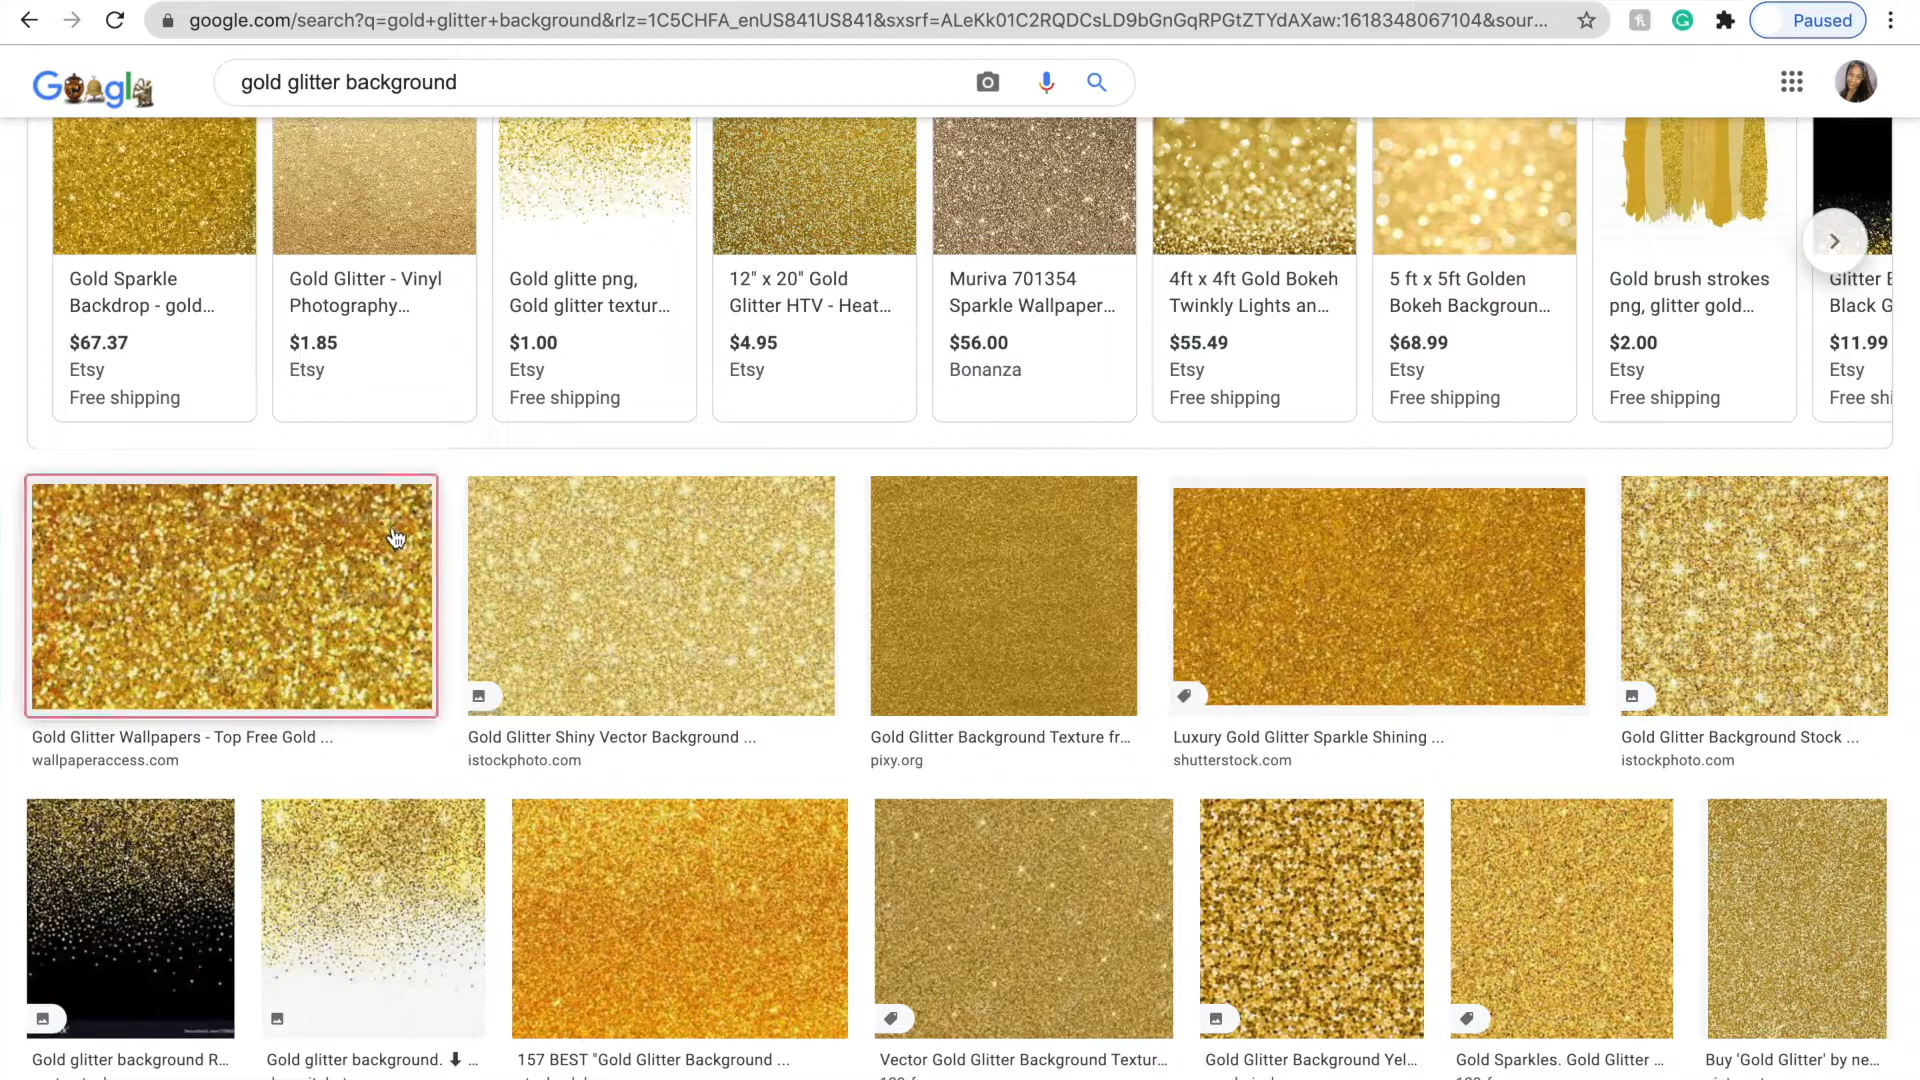 google.com/search?q=gold+glitter+background&rlz=1C5CHFA_enUS841US841&sxsrf=ALeKk01C2RQDCsLD9bGnGqRPGtZTYdAXaw:1618348067104&sour...
Paused
gold glitter background
Gold Sparkle
Backdrop - gold...
$67.37
Etsy
Free shipping
Gold Glitter - Vinyl
Photography...
$1.85
Etsy
Gold glitte png,
Gold glitter textur...
$1.00
Etsy
Free shipping
12" x 20" Gold
Glitter HTV - Heat...
$4.95
Etsy
Muriva 701354
Sparkle Wallpaper...
$56.00
Bonanza
4ft x 4ft Gold Bokeh
Twinkly Lights an...
$55.49
Etsy
Free shipping
5 ft x 5ft Golden
Bokeh Backgroun...
$68.99
Etsy
Free shipping
Gold brush strokes
png, glitter gold...
$2.00
Etsy
Free shipping
Glitter
Black G
$11.99
Etsy
Free shi
Gold Glitter Wallpapers - Top Free Gold ...
wallpaperaccess.com
Gold Glitter Shiny Vector Background ...
istockphoto.com
Gold Glitter Background Texture fr...
pixy.org
Luxury Gold Glitter Sparkle Shining ...
shutterstock.com
Gold Glitter Background Stock ...
istockphoto.com
Gold glitter background R...
Gold glitter background. ⬇ ...
157 BEST "Gold Glitter Background ...
Vector Gold Glitter Background Textur...
Gold Glitter Background Yel...
Gold Sparkles. Gold Glitter ...
Buy 'Gold Glitter' by ne...